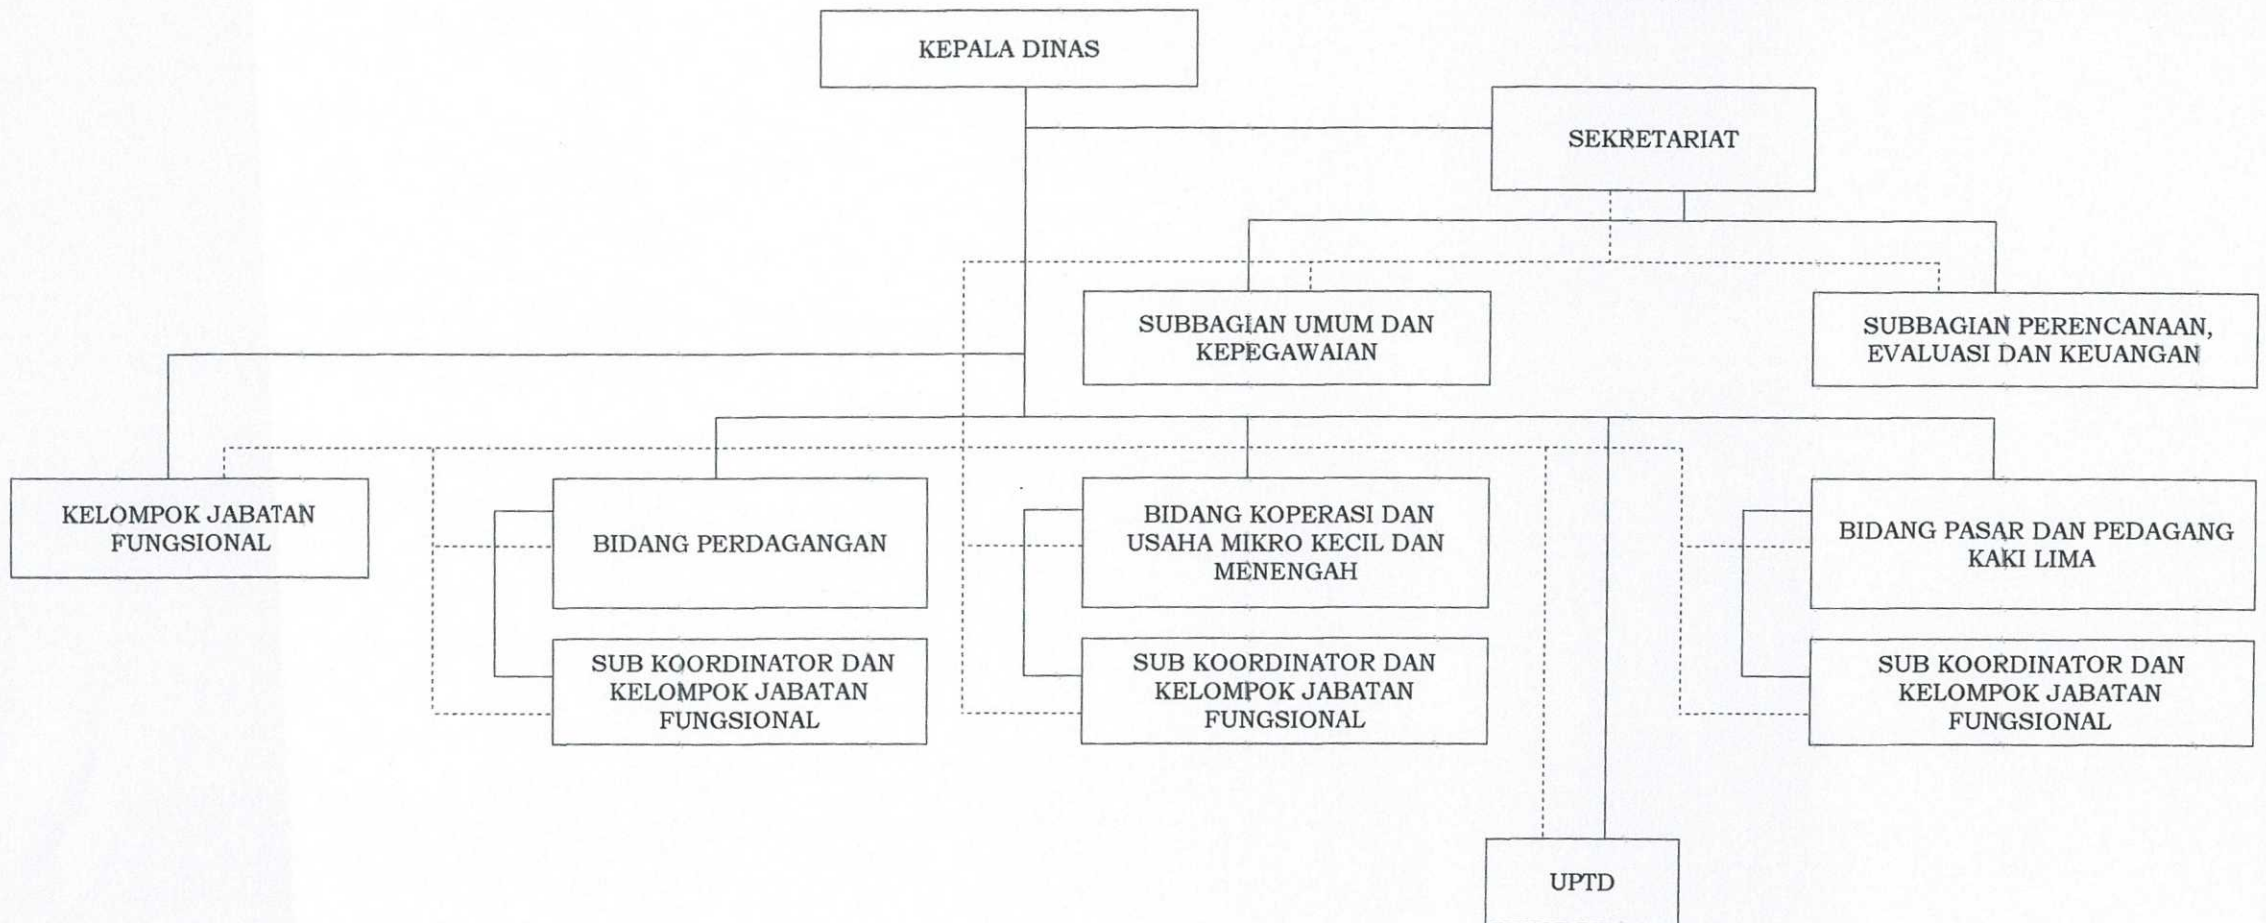 KEPALA DINAS
SEKRETARIAT
SUBBAGIAN UMUM DAN
KEPEGAWAIAN
SUBBAGIAN PERENCANAAN,
EVALUASI DAN KEUANGAN
KELOMPOK JABATAN
FUNGSIONAL
BIDANG PERDAGANGAN
BIDANG KOPERASI DAN
USAHA MIKRO KECIL DAN
MENENGAH
BIDANG PASAR DAN PEDAGANG
KAKI LIMA
SUB KOORDINATOR DAN
KELOMPOK JABATAN
FUNGSIONAL
SUB KOORDINATOR DAN
KELOMPOK JABATAN
FUNGSIONAL
SUB KOORDINATOR DAN
KELOMPOK JABATAN
FUNGSIONAL
UPTD